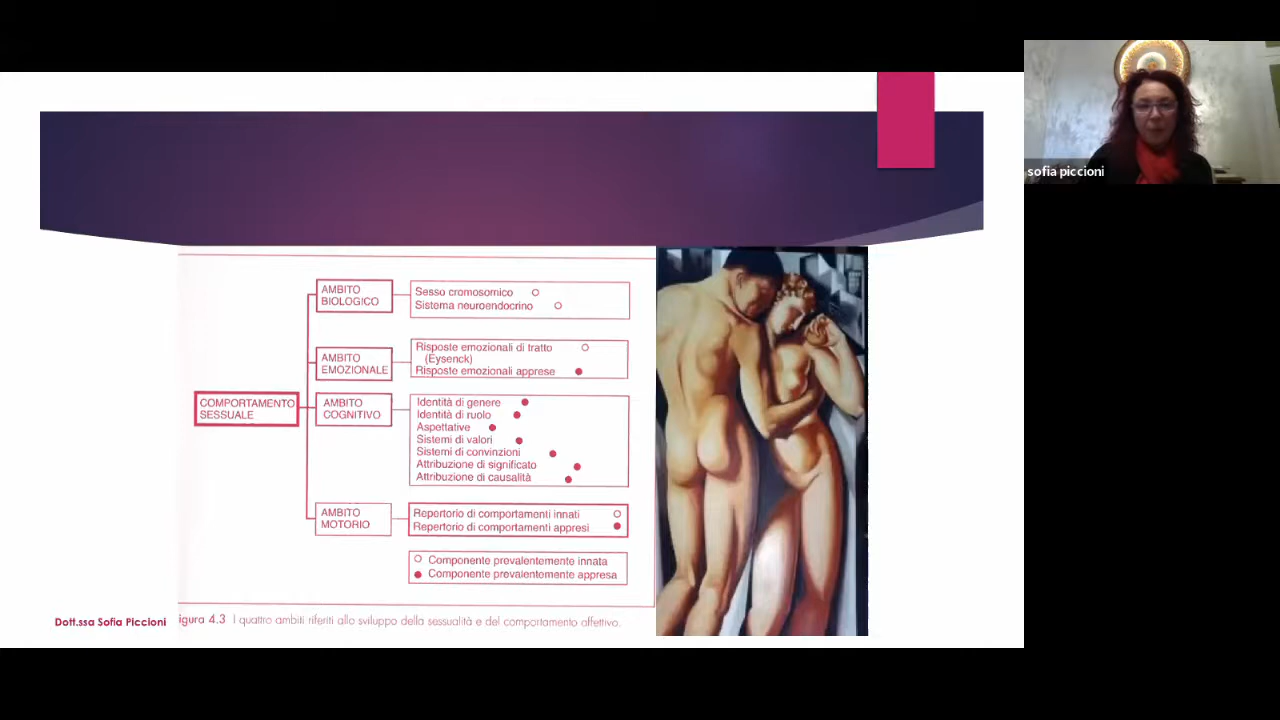 sofia piccioni
AMBITO
BIOLOGICO
Sesso cromosomico
Sistema neuroendocrino
AMBITO
EMOZIONALE
Risposte emozionali di tratto
(Eysenck)
Risposte emozionali apprese
COMPORTAMENTO
SESSUALE
AMBITO
COGNITIVO
Identità di genere
Identità di ruolo
Aspettative
Sistemi di valori
Sistemi di convinzioni
Attribuzione di significato
Attribuzione di causalità
AMBITO
MOTORIO
Repertorio di comportamenti innati
Repertorio di comportamenti appresi
Componente prevalentemente innata
Componente prevalentemente appresa
Dott.ssa Sofia Piccioni
igura 4.3 I quattro ambiti riferiti allo sviluppo della sessualità e del comportamento affettivo.